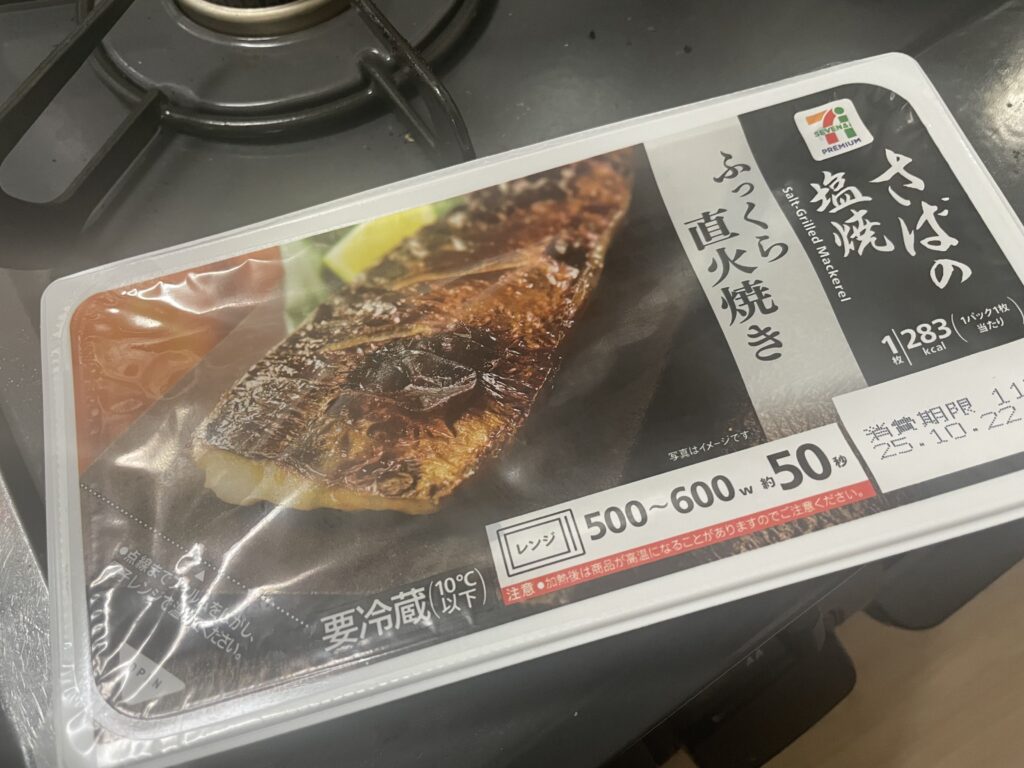 SEVEN&i
PREMIUM
さばの
塩焼
Salt-Grilled Mackerel
1枚 283kcal (1パック1枚当たり)
ふっくら
直火焼き
消費期限
25.10.22
写真はイメージです
レンジ 500~600w 約50秒
注意 ●加熱後は商品が高温になることがありますのでご注意ください。
要冷蔵(10℃以下)